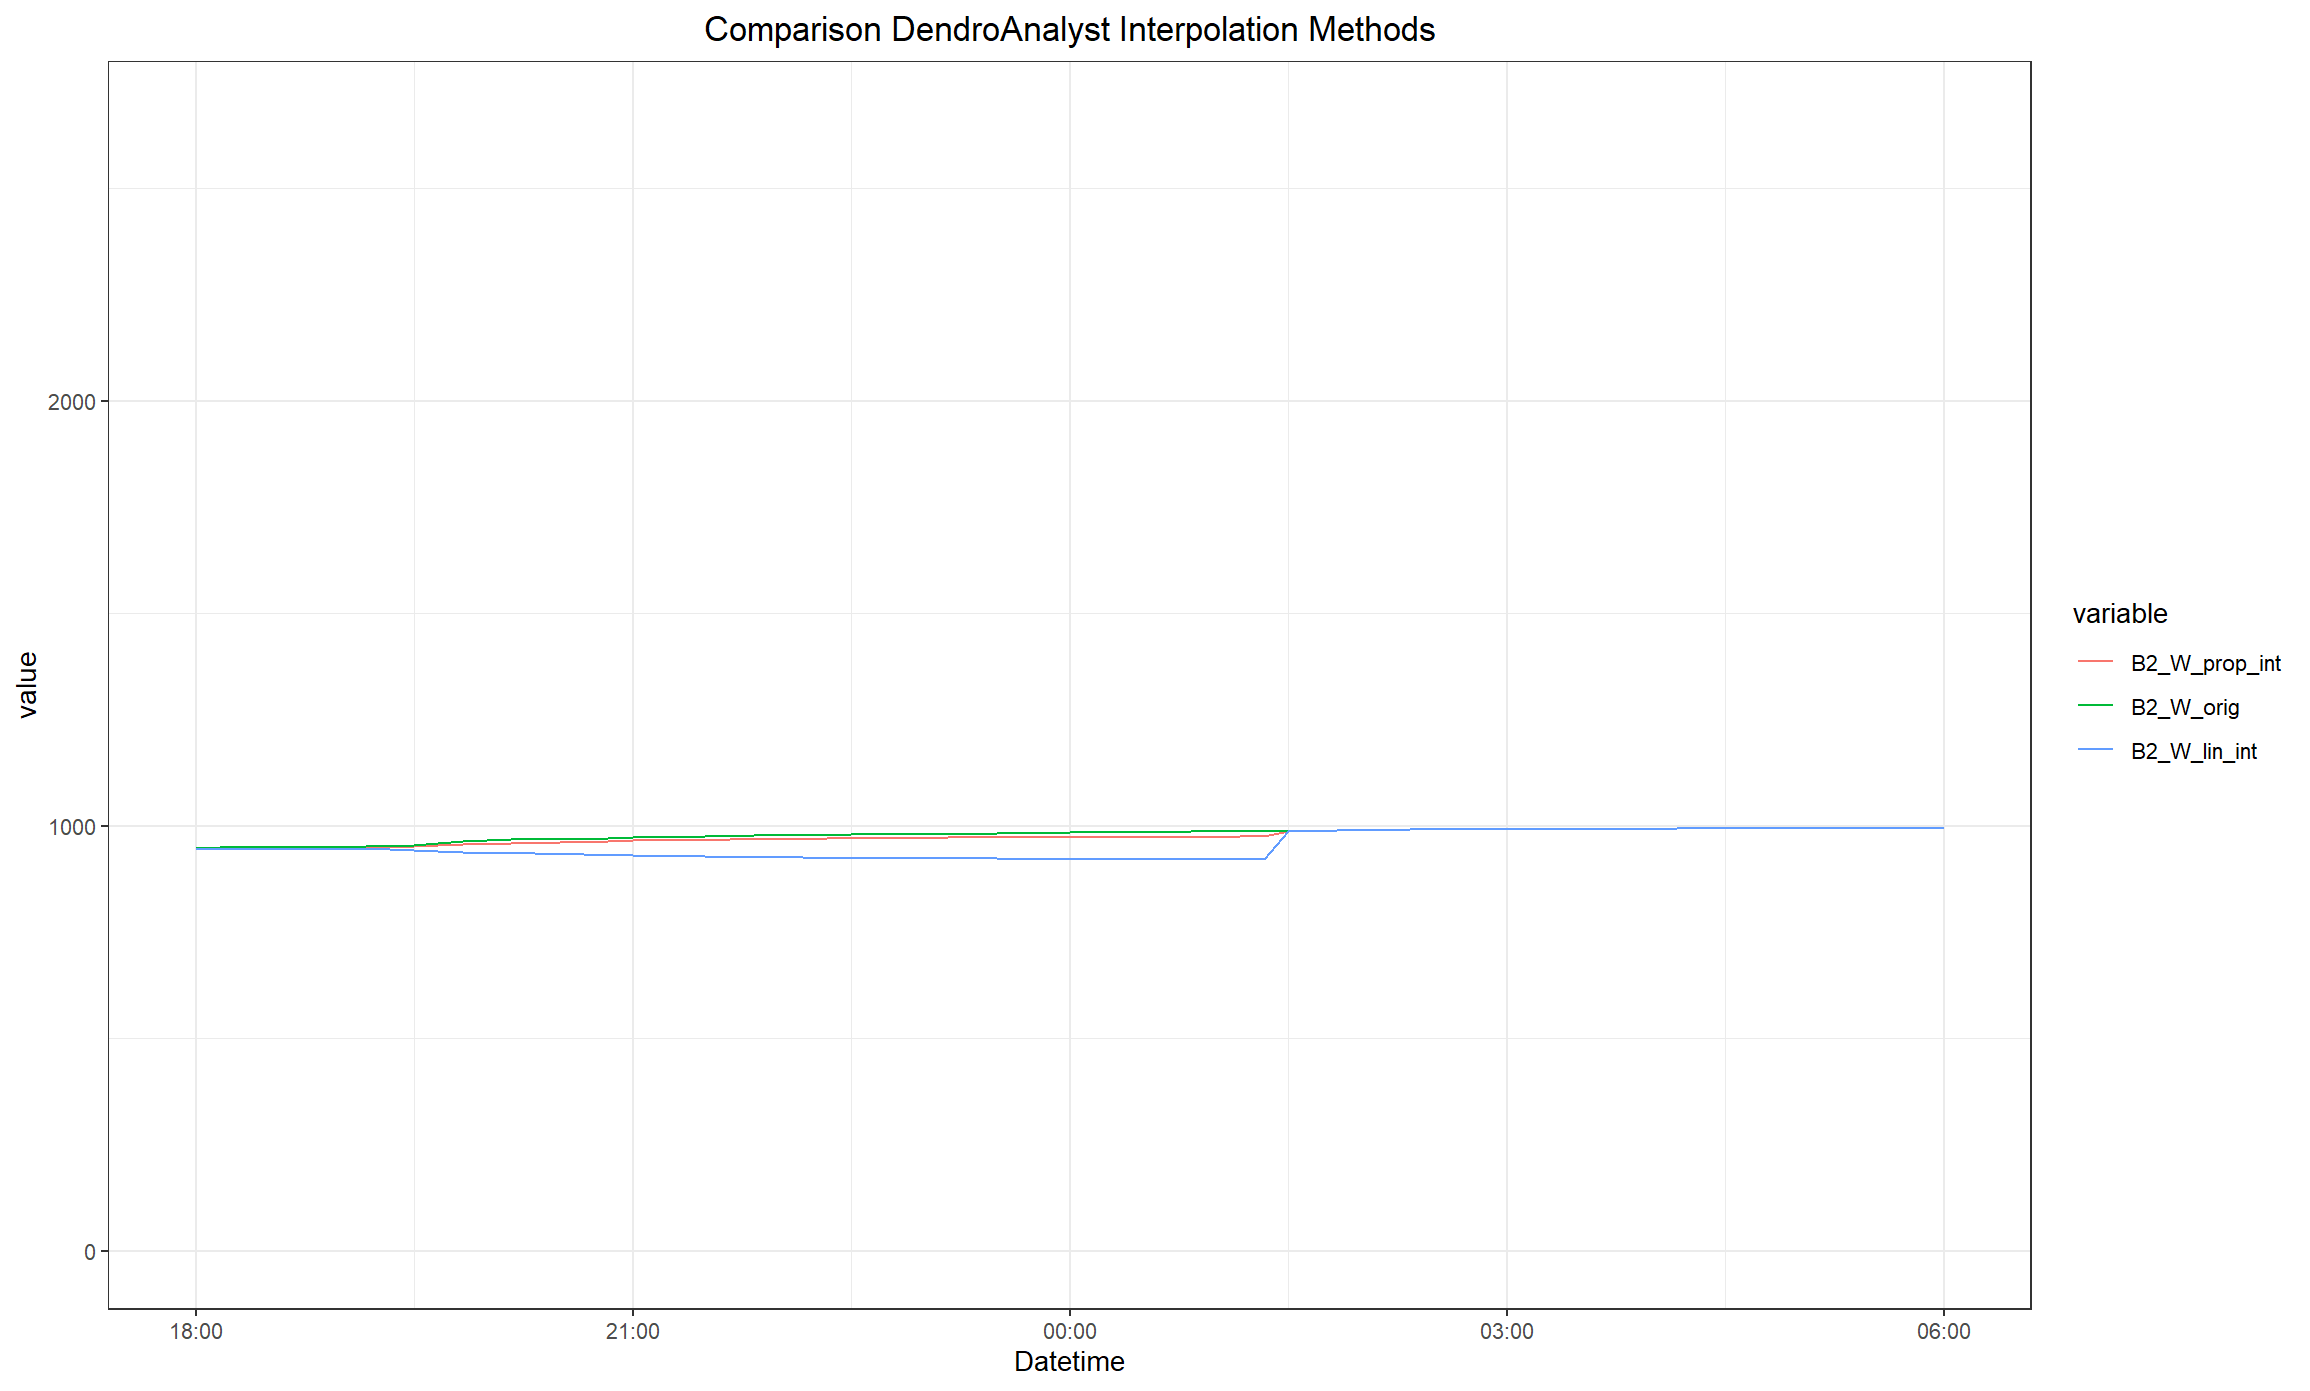 Comparison DendroAnalyst Interpolation Methods
value
2000
1000
0
18:00 21:00 00:00 03:00 06:00
Datetime
variable
B2_W_prop_int
B2_W_orig
B2_W_lin_int